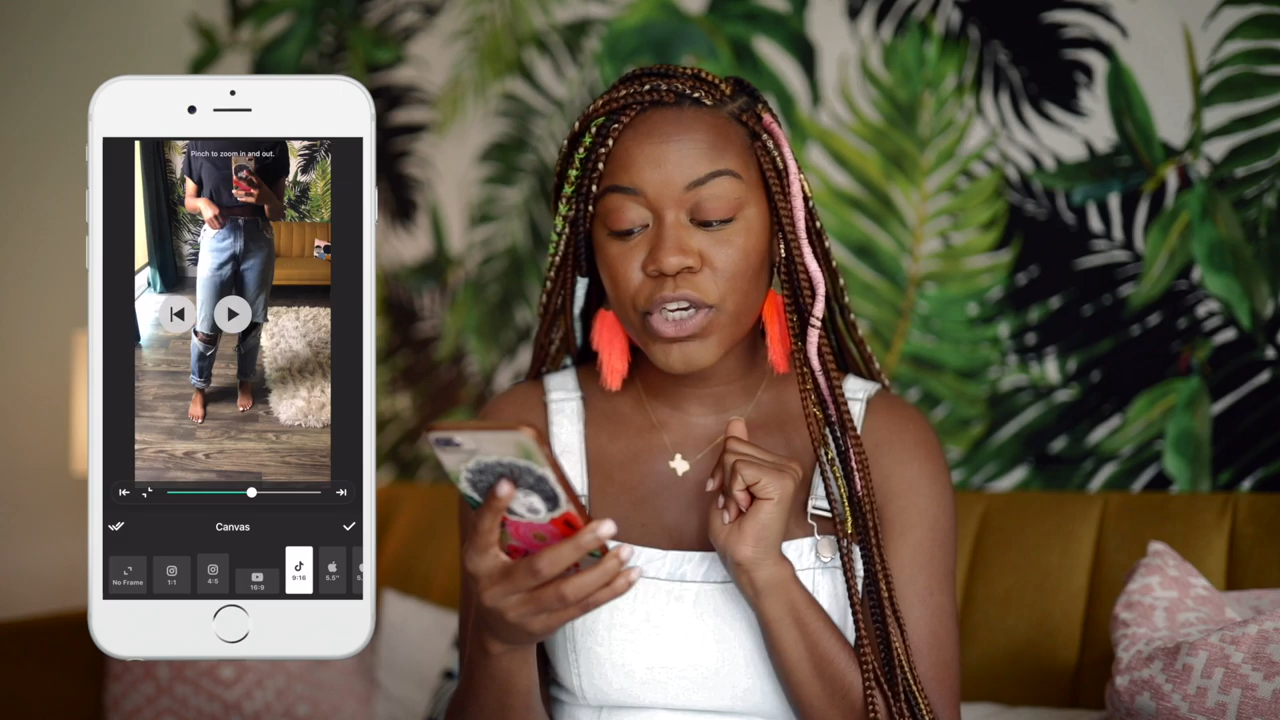 Pinch to zoom in and out.
Canvas
No Frame
1:1
4:5
16:9
9:16
5.5"
5.